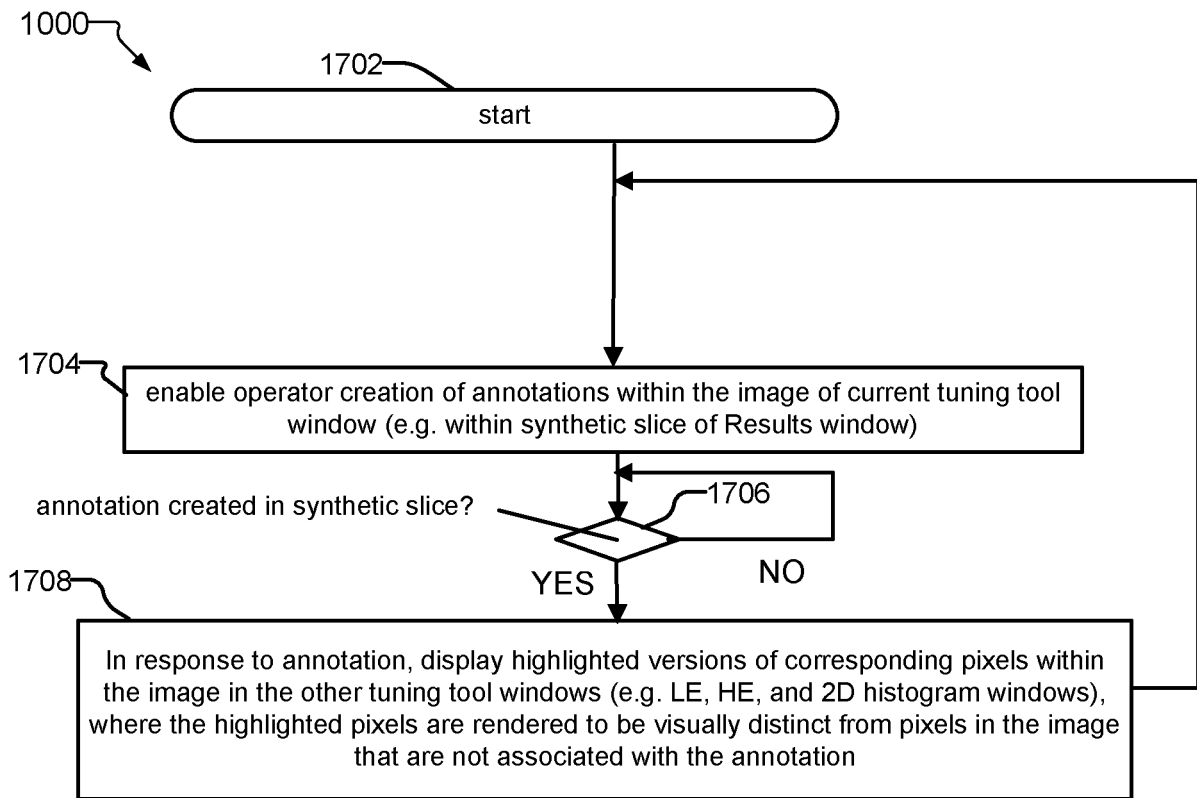 1000
1702
start
1704
enable operator creation of annotations within the image of current tuning tool
window (e.g. within synthetic slice of Results window)
annotation created in synthetic slice?
1706
YES
NO
1708
In response to annotation, display highlighted versions of corresponding pixels within
the image in the other tuning tool windows (e.g. LE, HE, and 2D histogram windows),
where the highlighted pixels are rendered to be visually distinct from pixels in the image
that are not associated with the annotation